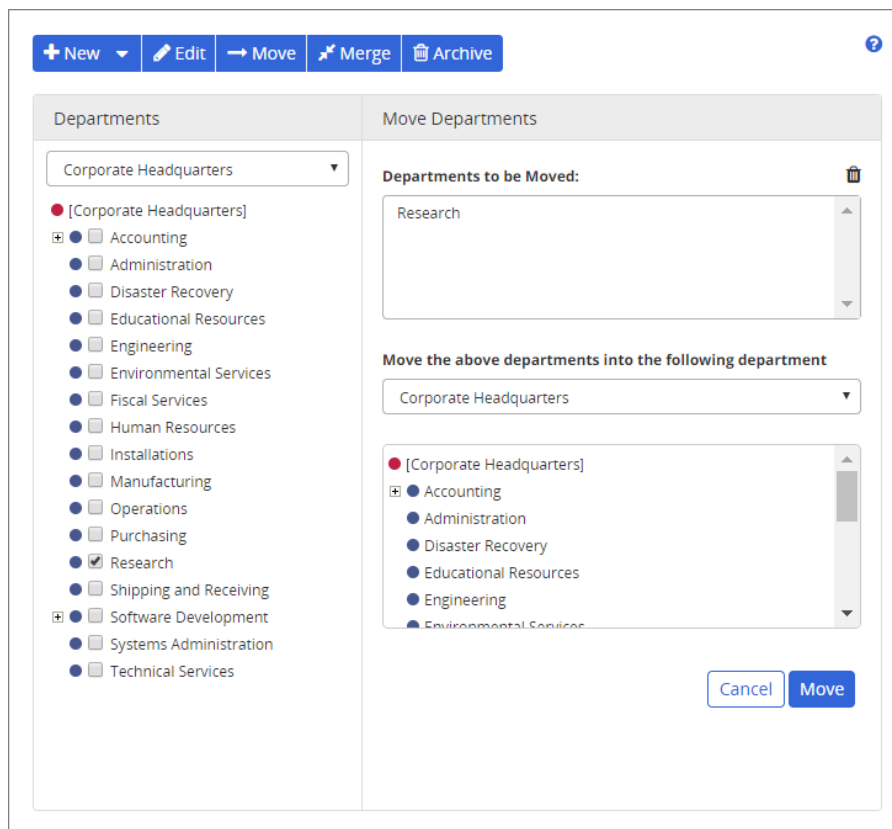 New Edit Move Merge Archive ?
Departments
Corporate Headquarters
[Corporate Headquarters]
Accounting
Administration
Disaster Recovery
Educational Resources
Engineering
Environmental Services
Fiscal Services
Human Resources
Installations
Manufacturing
Operations
Purchasing
Research
Shipping and Receiving
Software Development
Systems Administration
Technical Services
Move Departments
Departments to be Moved:
Research
Move the above departments into the following department
Corporate Headquarters
[Corporate Headquarters]
Accounting
Administration
Disaster Recovery
Educational Resources
Engineering
Environmental Services
Cancel Move